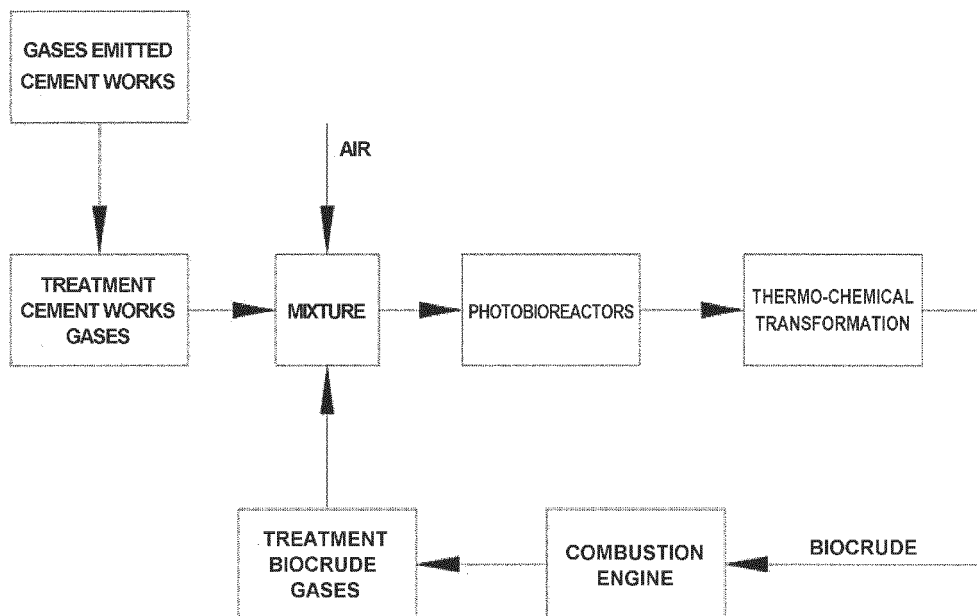 GASES EMITTED
CEMENT WORKS
AIR
TREATMENT
CEMENT WORKS
GASES
MIXTURE
PHOTOBIOREACTORS
THERMO-CHEMICAL
TRANSFORMATION
TREATMENT
BIOCRUDE
GASES
COMBUSTION
ENGINE
BIOCRUDE